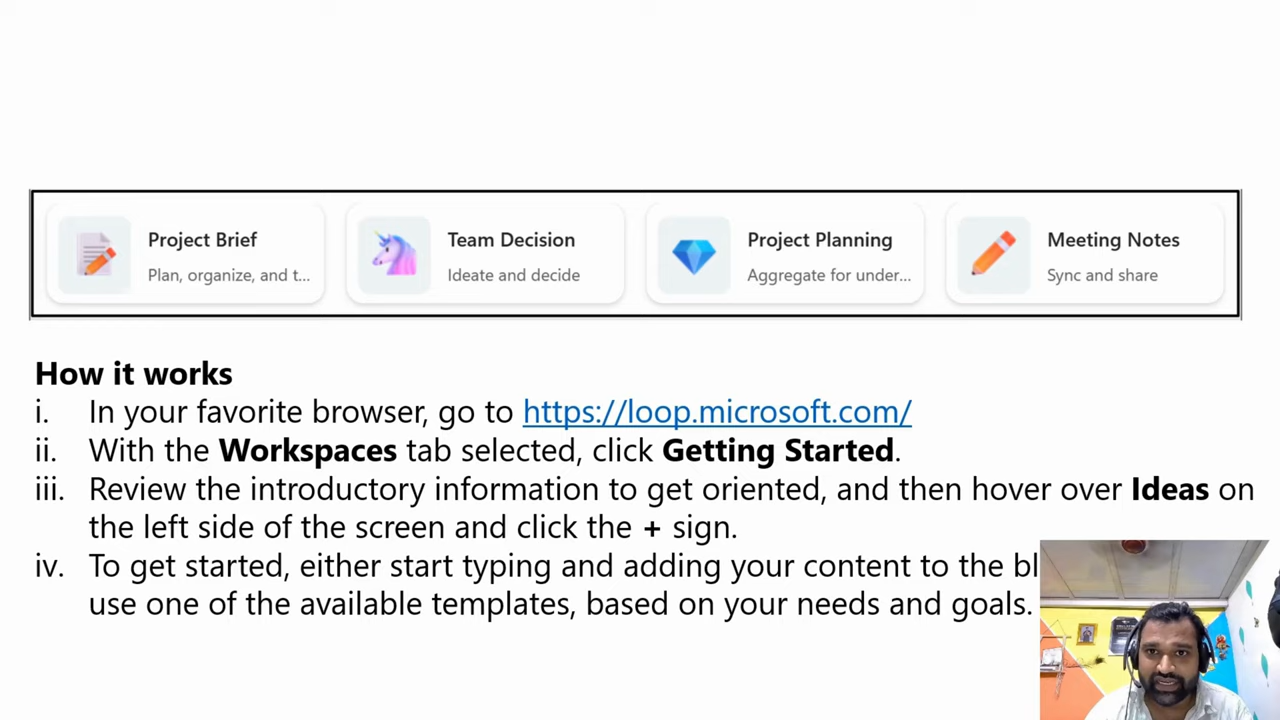 Project Brief
Plan, organize, and t...
Team Decision
Ideate and decide
Project Planning
Aggregate for under...
Meeting Notes
Sync and share
How it works
i. In your favorite browser, go to https://loop.microsoft.com/
ii. With the Workspaces tab selected, click Getting Started.
iii. Review the introductory information to get oriented, and then hover over Ideas on
the left side of the screen and click the + sign.
iv. To get started, either start typing and adding your content to the
use one of the available templates, based on your needs and goals.